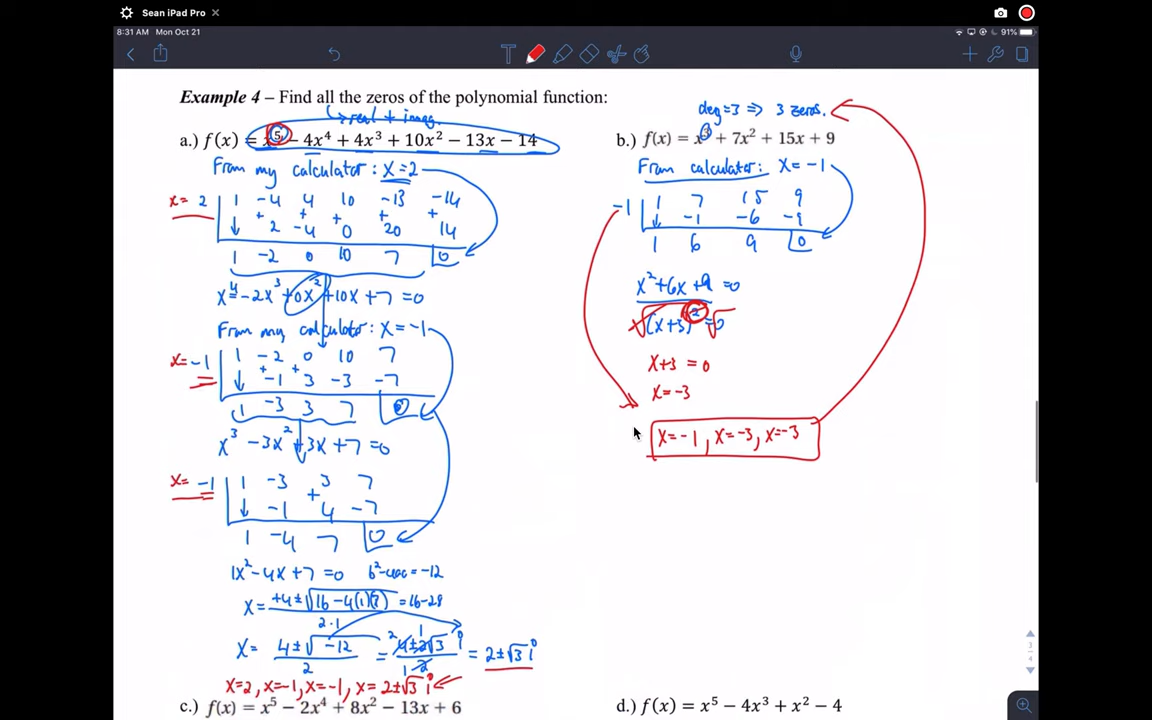 Sean iPad Pro
8:31 AM Mon Oct 21
91%
Example 4 – Find all the zeros of the polynomial function:
↳ real + imag.
a.) f(x) = x⁵ − 4x⁴ + 4x³ + 10x² − 13x − 14
From my calculator: x=2
x= 2 | 1 -4 4 10 -13 -14
↓ + 2 + -4 + 0 + 20 + 14
1 -2 0 10 7 0
x⁴ -2x³ +0x² +10x +7 =0
From my calculator: x=-1
x= -1 | 1 -2 0 10 7
↓ + -1 + 3 -3 -7
1 -3 3 7 0
x³ -3x² +3x +7 =0
x= -1 | 1 -3 3 7
↓ -1 + 4 -7
1 -4 7 0
1x² -4x +7 =0 b²-4ac = -12
x= +4±√16-4(1)(7) =16-28
2·1
x= 4±√-12 / 2 = 4±2√3 i / 2 = 2±√3 i
x=2, x=-1, x=-1, x= 2±√3 i
deg=3 ⇒ 3 zeros.
b.) f(x) = x³ + 7x² + 15x + 9
From calculator: x=-1
-1 | 1 7 15 9
↓ -1 -6 -9
1 6 9 0
x²+6x+9 =0
√(x+3)² =√0
x+3 =0
x=-3
x=-1, x=-3, x=-3
c.) f(x) = x⁵ − 2x⁴ + 8x² − 13x + 6
d.) f(x) = x⁵ − 4x³ + x² − 4